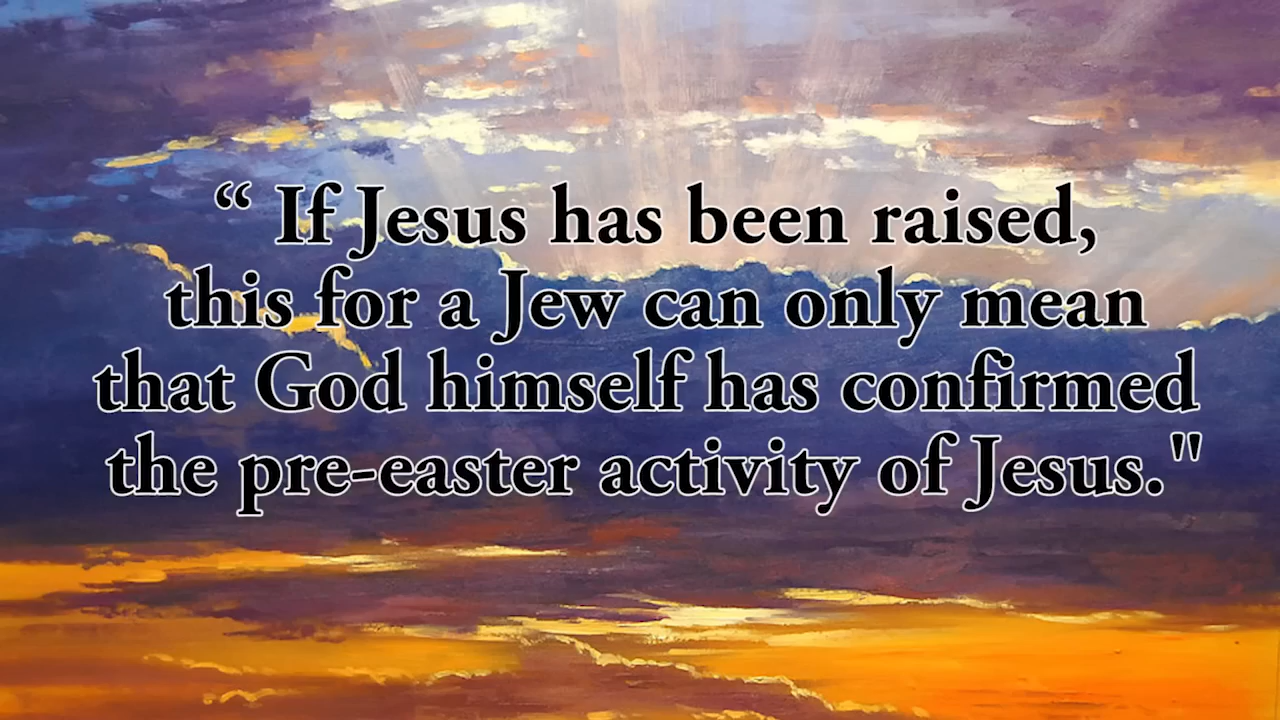 “ If Jesus has been raised,
this for a Jew can only mean
that God himself has confirmed
the pre-easter activity of Jesus."